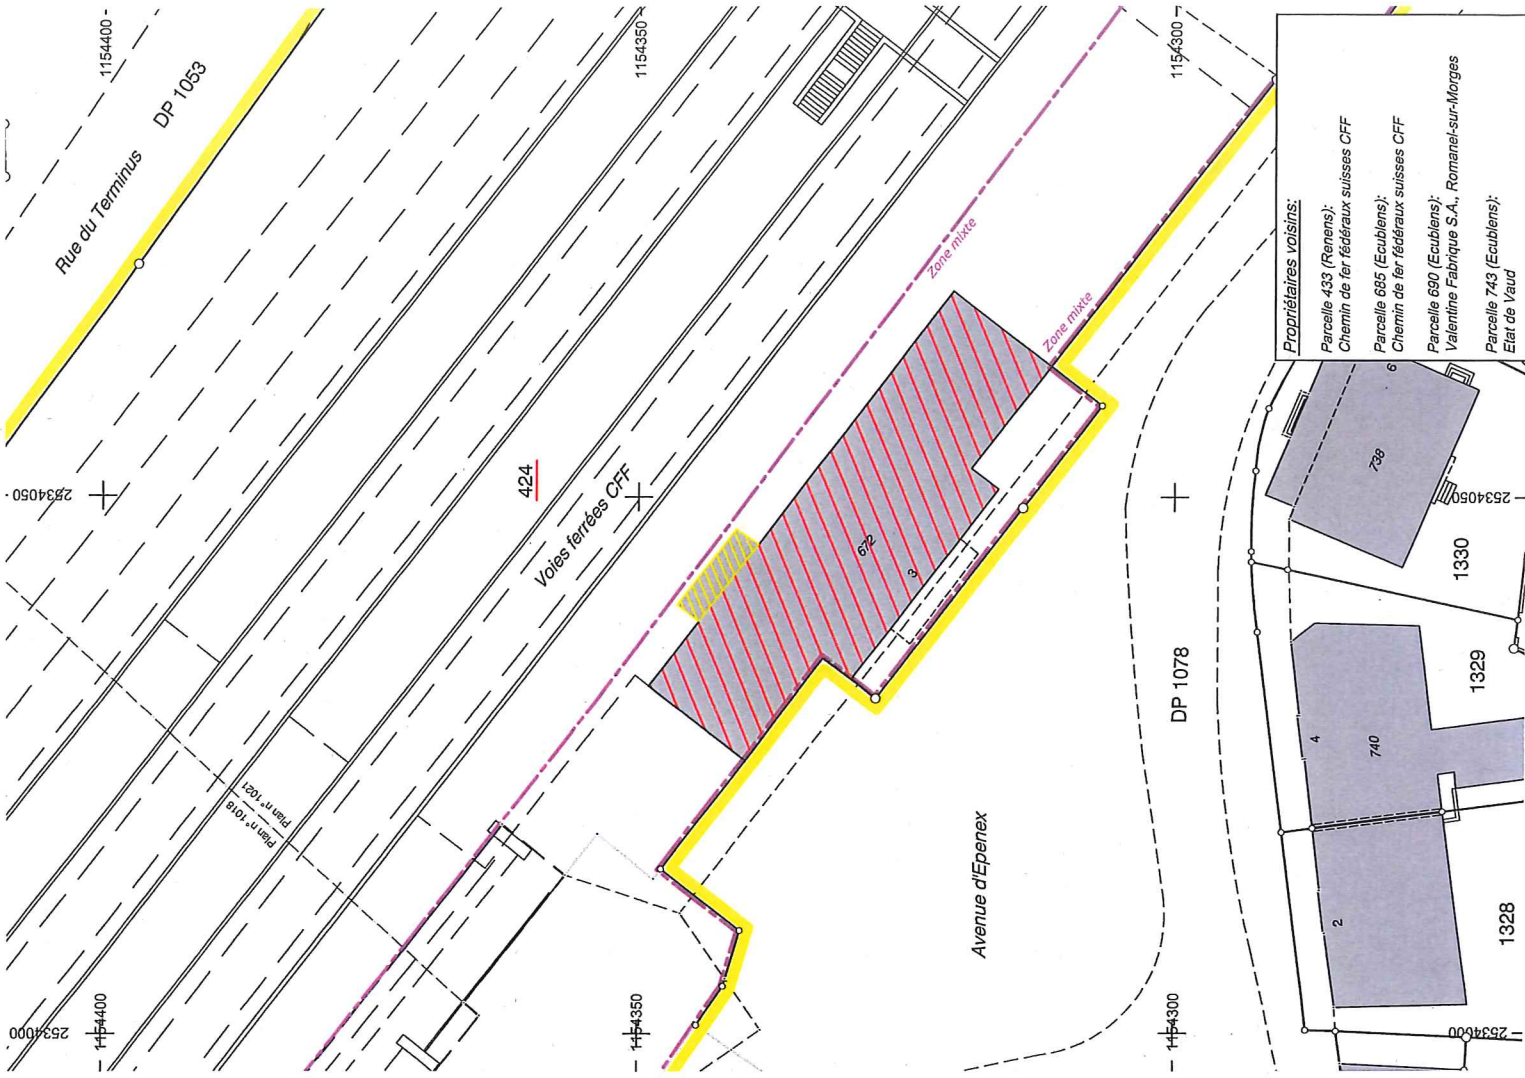 1154400
1154350
1154300
Rue du Terminus
DP 1053
Zone mixte
Zone mixte
2534050
424
Voies ferrées CFF
672
3
Plan n° 1021
Plan n° 1018
DP 1078
Avenue d'Epenex
2534000
1154400
1154350
1154300
2534000
2534050
738
6
1330
1329
4
740
2
1328
Propriétaires voisins:
Parcelle 433 (Renens):
Chemin de fer fédéraux suisses CFF
Parcelle 685 (Ecublens):
Chemin de fer fédéraux suisses CFF
Parcelle 690 (Ecublens):
Valentine Fabrique S.A., Romanel-sur-Morges
Parcelle 743 (Ecublens):
Etat de Vaud